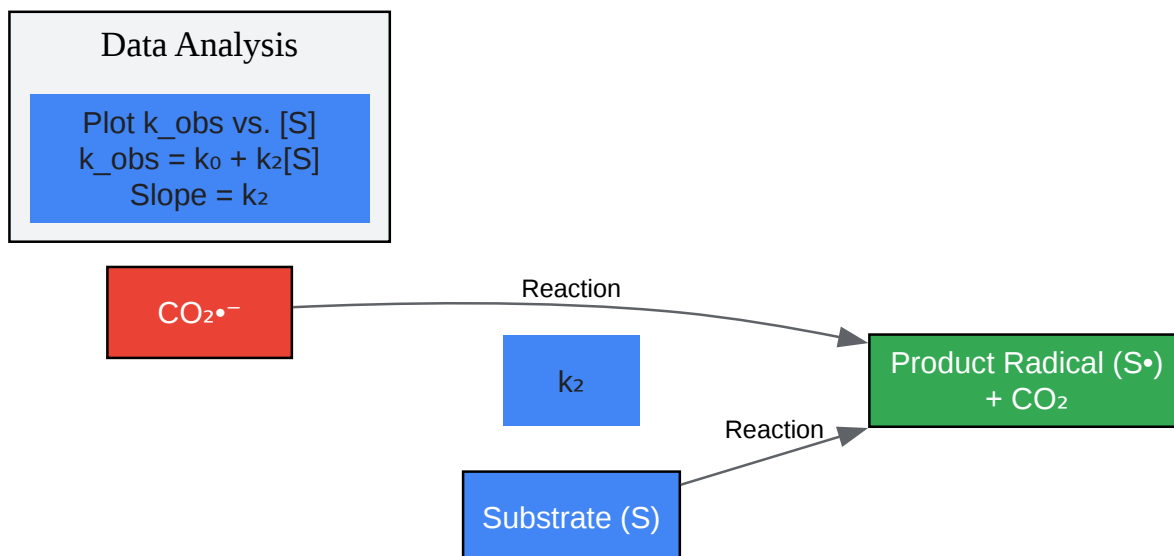 Data Analysis
Plot k_obs vs. [S]
k_obs = k₀ + k₂[S]
Slope = k₂
CO₂•⁻
Reaction
k₂
Product Radical (S•)
+ CO₂
Reaction
Substrate (S)